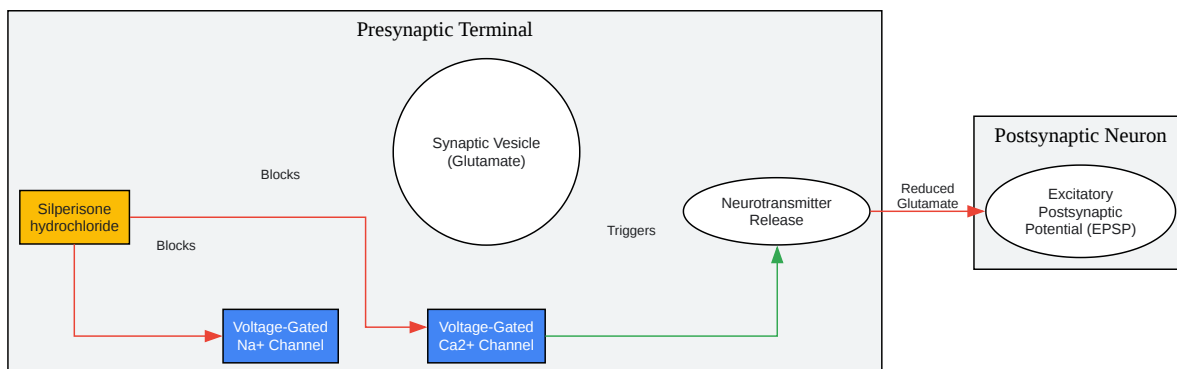 Presynaptic Terminal
Synaptic Vesicle
(Glutamate)
Blocks
Silperisone
hydrochloride
Blocks
Triggers
Neurotransmitter
Release
Reduced
Glutamate
Postsynaptic Neuron
Excitatory
Postsynaptic
Potential (EPSP)
Voltage-Gated
Na+ Channel
Voltage-Gated
Ca2+ Channel